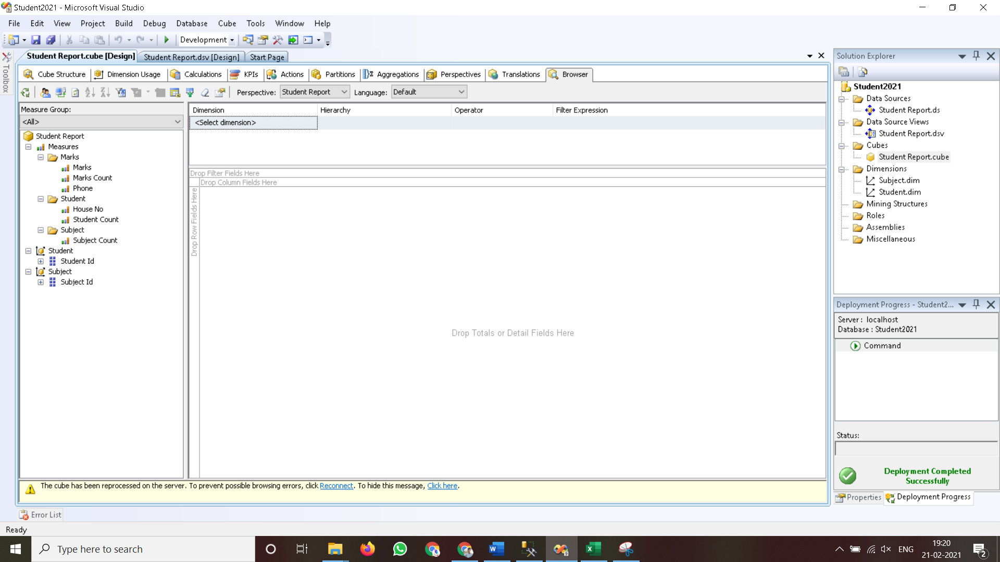 Student2021 - Microsoft Visual Studio
File Edit View Project Build Debug Database Cube Tools Window Help
Development
Student Report.cube [Design] Student Report.dsv [Design] Start Page
Toolbox
Cube Structure Dimension Usage Calculations KPIs Actions Partitions Aggregations Perspectives Translations Browser
Perspective: Student Report Language: Default
Measure Group:
<All>
Student Report
Measures
Marks
Marks
Marks Count
Phone
Student
House No
Student Count
Subject
Subject Count
Student
Student Id
Subject
Subject Id
Dimension Hierarchy Operator Filter Expression
<Select dimension>
Drop Filter Fields Here
Drop Column Fields Here
Drop Row Fields Here
Drop Totals or Detail Fields Here
The cube has been reprocessed on the server. To prevent possible browsing errors, click Reconnect. To hide this message, Click here.
Solution Explorer
Student2021
Data Sources
Student Report.ds
Data Source Views
Student Report.dsv
Cubes
Student Report.cube
Dimensions
Subject.dim
Student.dim
Mining Structures
Roles
Assemblies
Miscellaneous
Deployment Progress - Student2...
Server : localhost
Database : Student2021
Command
Status:
Deployment Completed
Successfully
Properties Deployment Progress
Error List
Ready
Type here to search
ENG
19:20
21-02-2021
2